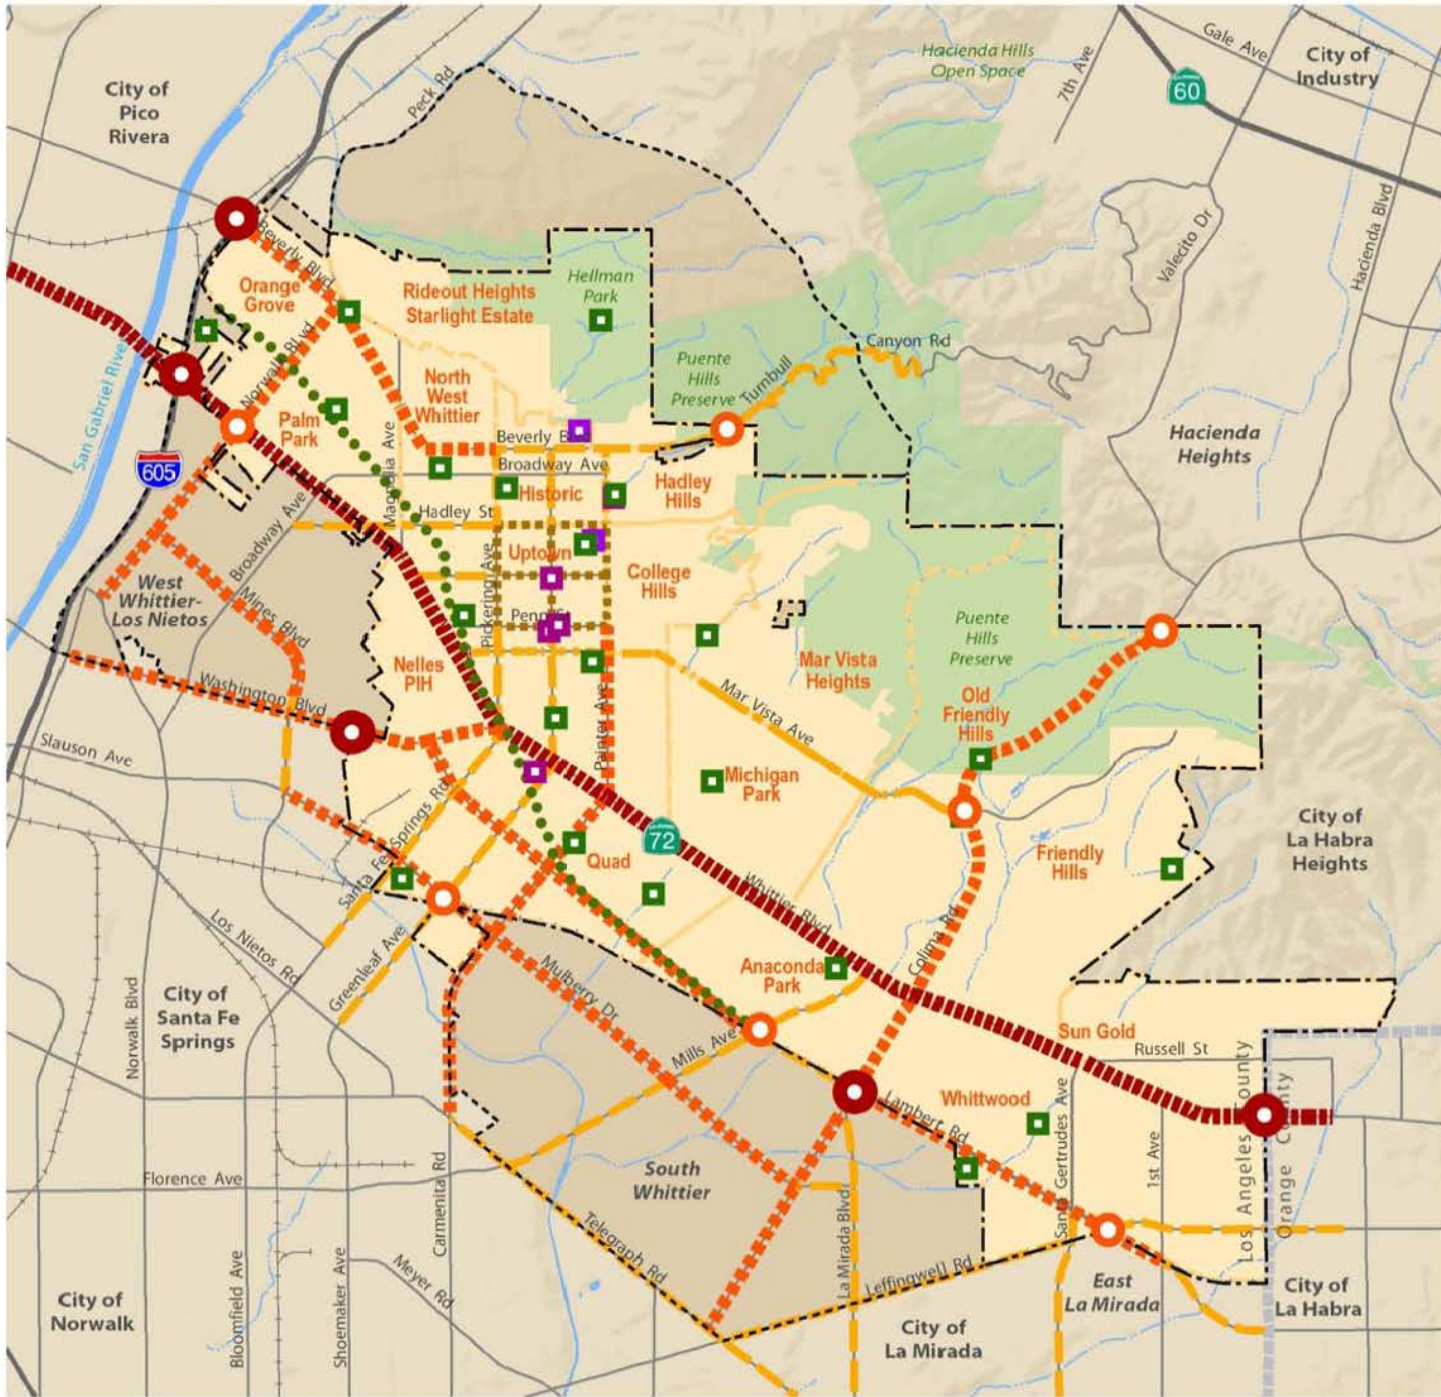 Hacienda Hills
Open Space
7th Ave
Gale Ave
City of
Industry
60
City of
Pico
Rivera
Peck Rd
Hacienda Blvd
Valecito Dr
Beverly Blvd
Orange
Grove
Rideout Heights
Starlight Estate
Hellman
Park
San Gabriel River
Norwalk Blvd
Puente
Hills
Preserve
Turnbull
Canyon Rd
North
West
Whittier
Palm
Park
Magnolia Ave
Beverly B
Broadway Ave
Hacienda
Heights
605
Historic
Hadley
Hills
Hadley St
Broadway Ave
Uptown
College
Hills
West
Whittier-
Los Nietos
Mines Blvd
Pickering Ave
Penn St
Puente
Hills
Preserve
Nelles
PIH
Mar Vista
Heights
Washington Blvd
Mar Vista Ave
Old
Friendly
Hills
Painter Ave
Slauson Ave
Michigan
Park
Santa Fe Springs Rd
72
Quad
Friendly
Hills
City of
La Habra
Heights
Whittier Blvd
Los Nietos Rd
Greenleaf Ave
Colima Rd
Anaconda
Park
Mulberry Dr
City of
Santa Fe
Springs
Norwalk Blvd
Mills Ave
Sun Gold
Russell St
Los Angeles County
Orange County
Lambert Rd
Whittwood
Santa Gertrudes Ave
1st Ave
Florence Ave
Carmenita Rd
South
Whittier
Telegraph Rd
La Mirada Blvd
Leffingwell Rd
Bloomfield Ave
Shoemaker Ave
Meyer Rd
City of
Norwalk
East
La Mirada
City of
La Habra
City of
La Mirada